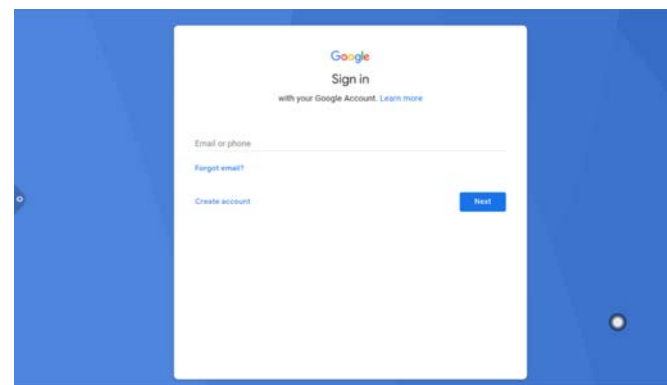 Google
Sign in
with your Google Account. Learn more
Email or phone
Forgot email?
Create account
Next